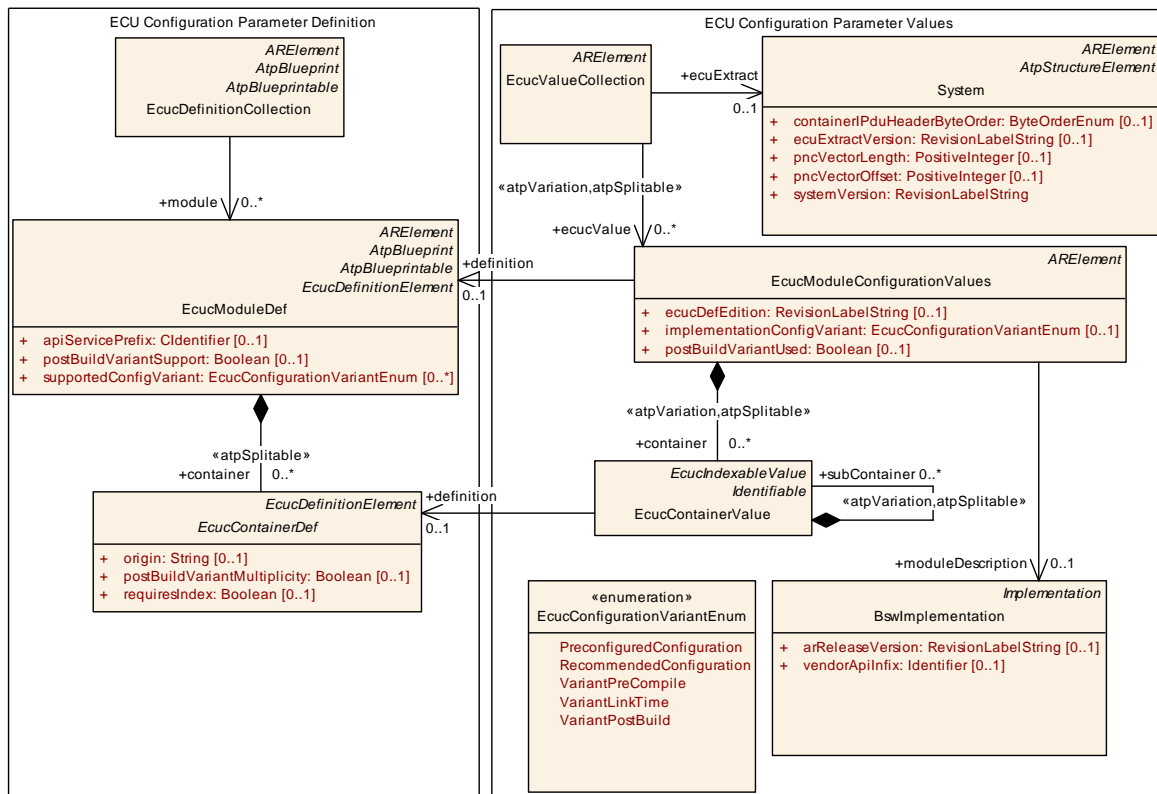 ECU Configuration Parameter Definition
ARElement
AtpBlueprint
AtpBlueprintable
EcucDefinitionCollection
+module
0..*
ARElement
AtpBlueprint
AtpBlueprintable
EcucDefinitionElement
EcucModuleDef
+ apiServicePrefix: CIdentifier [0..1]
+ postBuildVariantSupport: Boolean [0..1]
+ supportedConfigVariant: EcucConfigurationVariantEnum [0..*]
«atpSplitable»
+container
0..*
EcucDefinitionElement
EcucContainerDef
+ origin: String [0..1]
+ postBuildVariantMultiplicity: Boolean [0..1]
+ requiresIndex: Boolean [0..1]
ECU Configuration Parameter Values
ARElement
EcucValueCollection
+ecuExtract
0..1
ARElement
AtpStructureElement
System
+ containerIPduHeaderByteOrder: ByteOrderEnum [0..1]
+ ecuExtractVersion: RevisionLabelString [0..1]
+ pncVectorLength: PositiveInteger [0..1]
+ pncVectorOffset: PositiveInteger [0..1]
+ systemVersion: RevisionLabelString
«atpVariation,atpSplitable»
+ecucValue
0..*
+definition
0..1
ARElement
EcucModuleConfigurationValues
+ ecucDefEdition: RevisionLabelString [0..1]
+ implementationConfigVariant: EcucConfigurationVariantEnum [0..1]
+ postBuildVariantUsed: Boolean [0..1]
«atpVariation,atpSplitable»
+container
0..*
EcucIndexableValue
Identifiable
EcucContainerValue
+subContainer 0..*
«atpVariation,atpSplitable»
+definition
0..1
+moduleDescription
0..1
«enumeration»
EcucConfigurationVariantEnum
PreconfiguredConfiguration
RecommendedConfiguration
VariantPreCompile
VariantLinkTime
VariantPostBuild
Implementation
BswImplementation
+ arReleaseVersion: RevisionLabelString [0..1]
+ vendorApiInfix: Identifier [0..1]